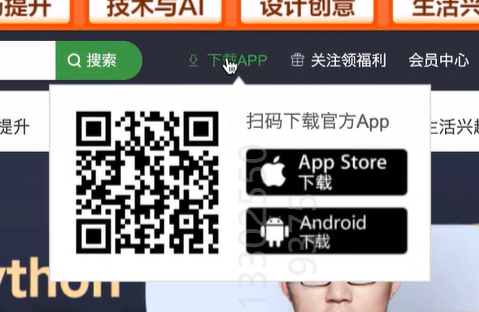 提升
技术与AI
设计创意
生活兴
搜索
下载APP
关注领福利
会员中心
提升
生活兴趣
扫码下载官方App
App Store
下载
Android
下载
ython